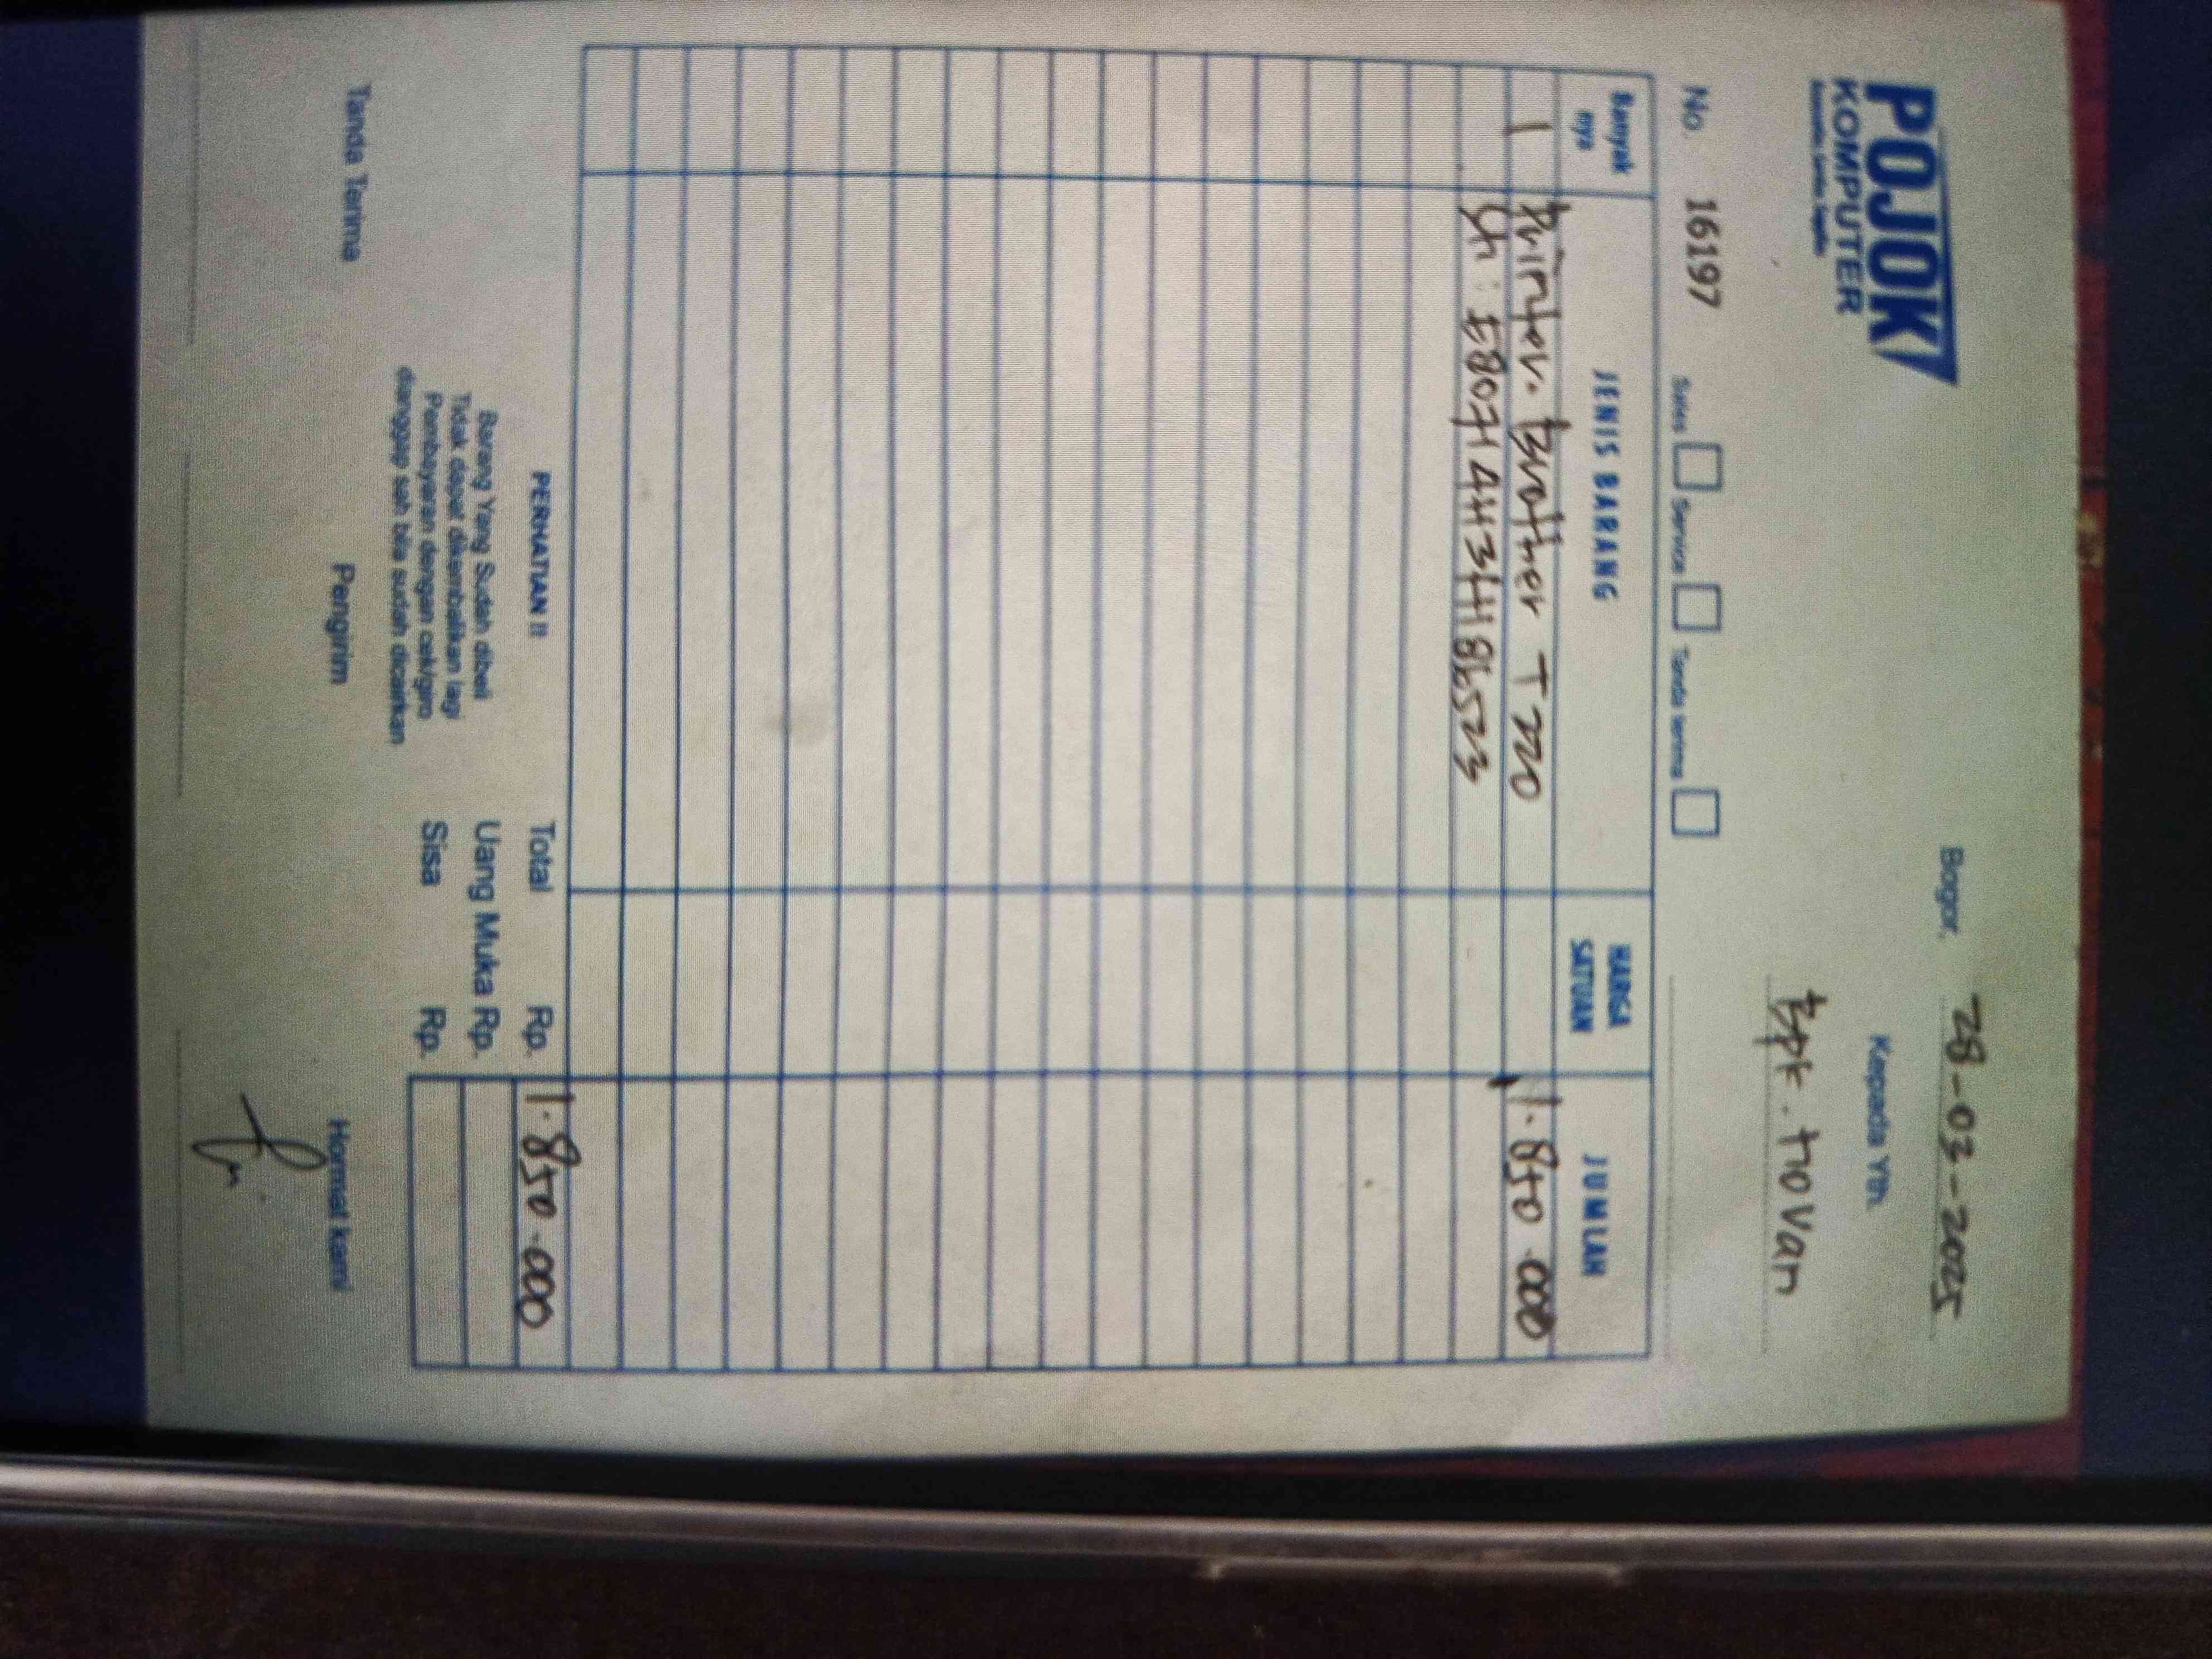 POJOK
KOMPUTER
Bogor, 28-03-2025
Kepada Yth.
Bpk. Novan
No. 16197
Sales Service Tanda terima
Banyak nya JENIS BARANG HARGA SATUAN JUMLAH
1 Printer. Brother T 220 1.850.000
Sn : E80714H3H186523
PERHATIAN !!
Barang Yang Sudah dibeli
Tidak dapat dikembalikan lagi
Pembayaran dengan cek/giro
dianggap sah bila sudah dicairkan
Total Rp. 1.850.000
Uang Muka Rp.
Sisa Rp.
Tanda Terima Pengirim Hormat kami